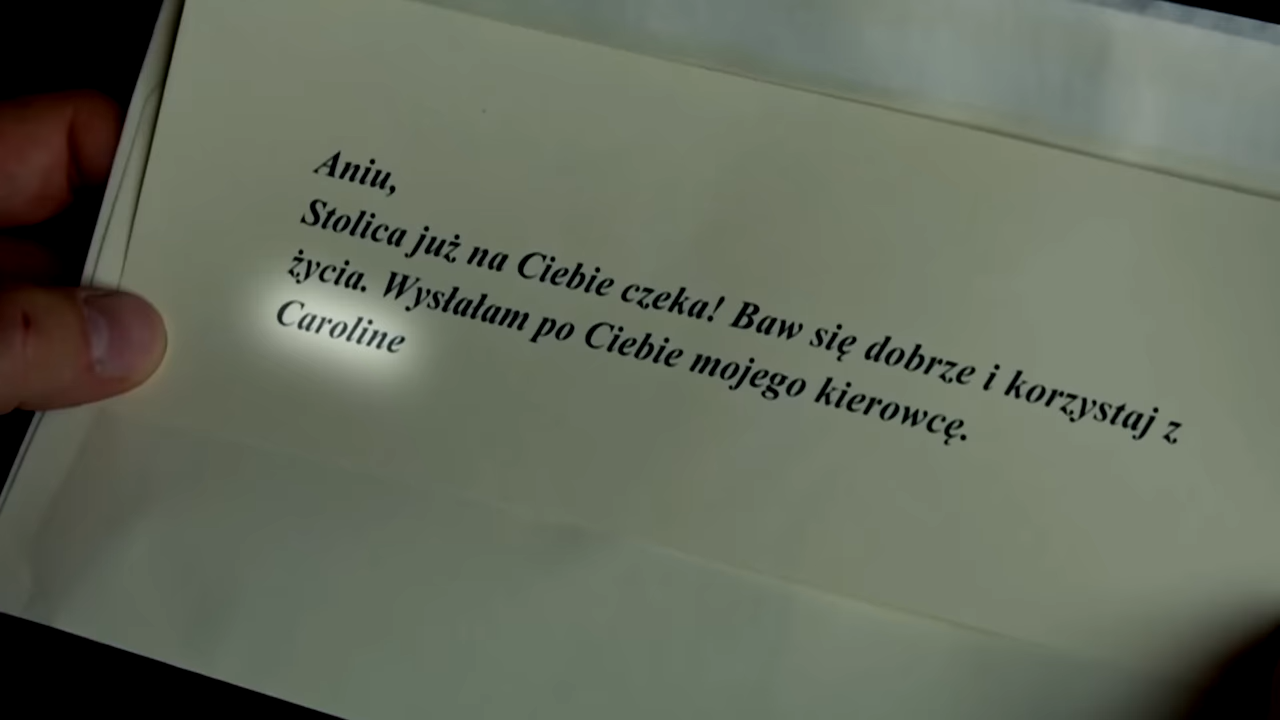 Aniu,
Stolica już na Ciebie czeka! Baw się dobrze i korzystaj z
życia. Wysłałam po Ciebie mojego kierowcę.
Caroline